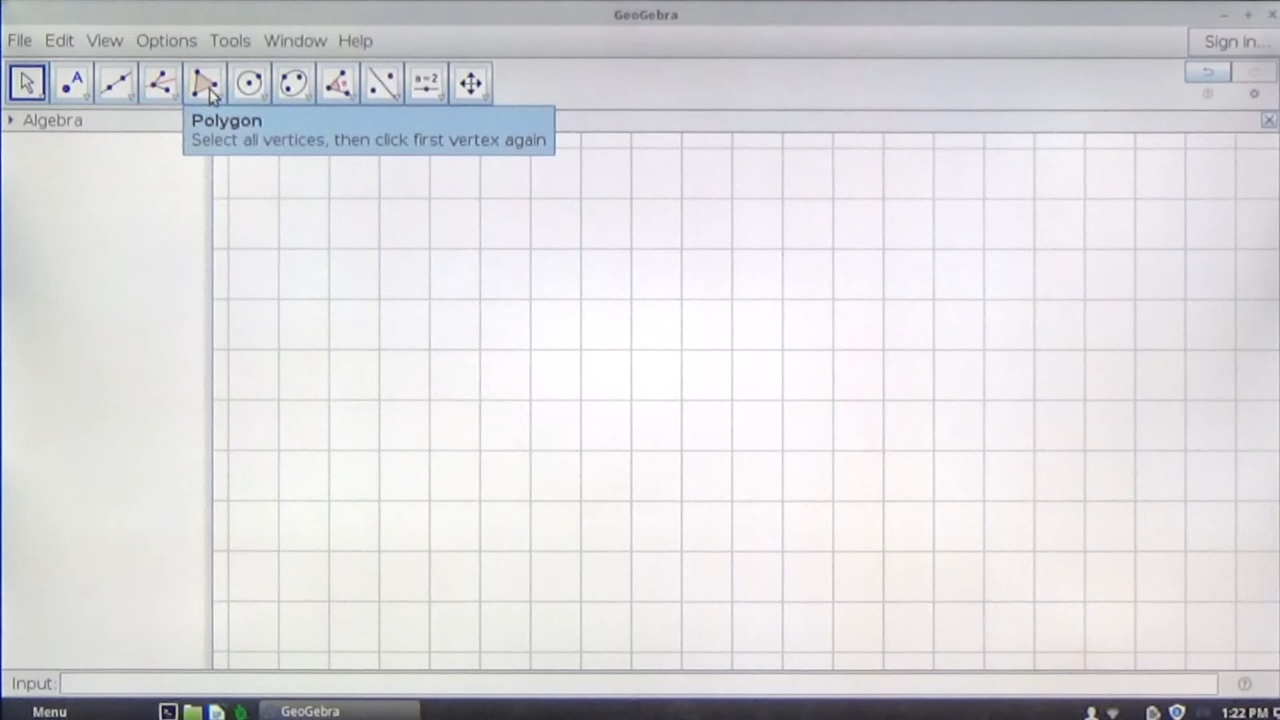 GeoGebra
File Edit View Options Tools Window Help
Sign in...
A
a=2
Algebra
Polygon
Select all vertices, then click first vertex again
Input:
Menu
GeoGebra
1:22 PM